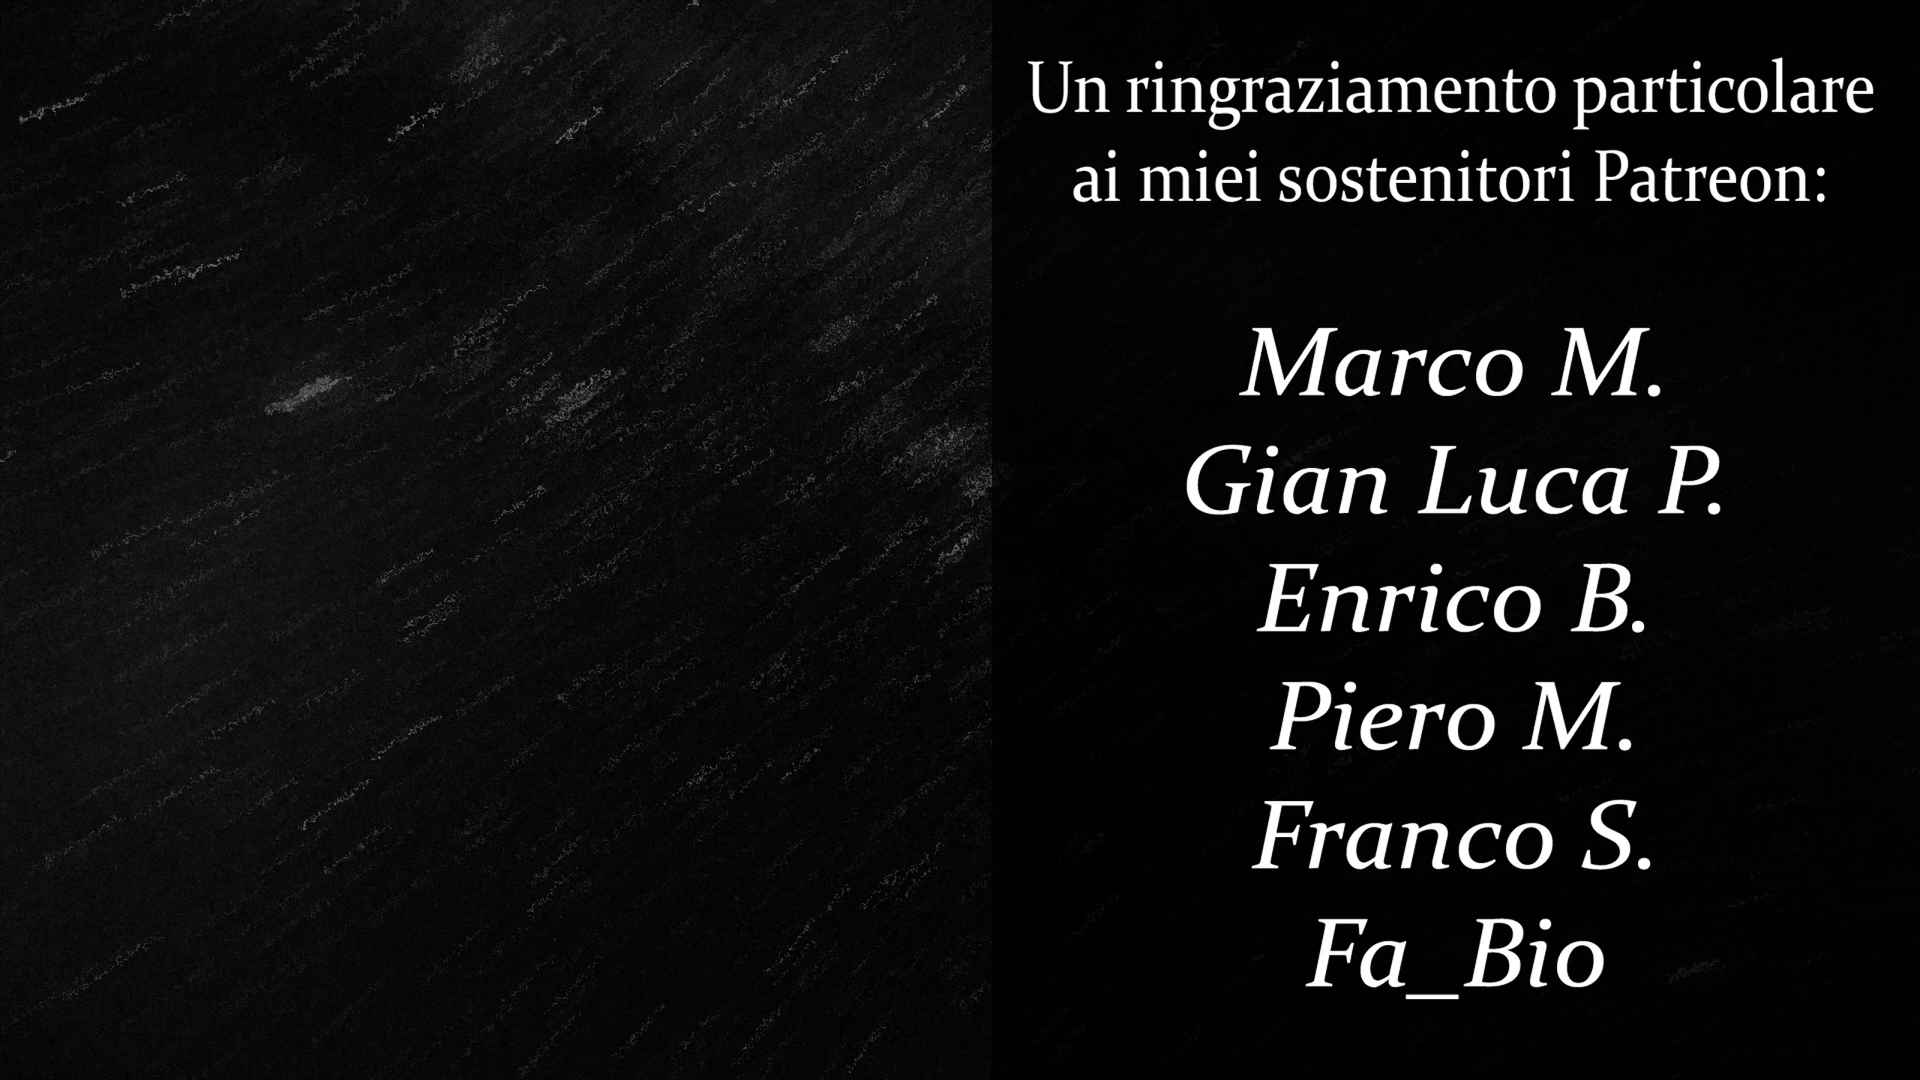 Un ringraziamento particolare
ai miei sostenitori Patreon:
Marco M.
Gian Luca P.
Enrico B.
Piero M.
Franco S.
Fa_Bio